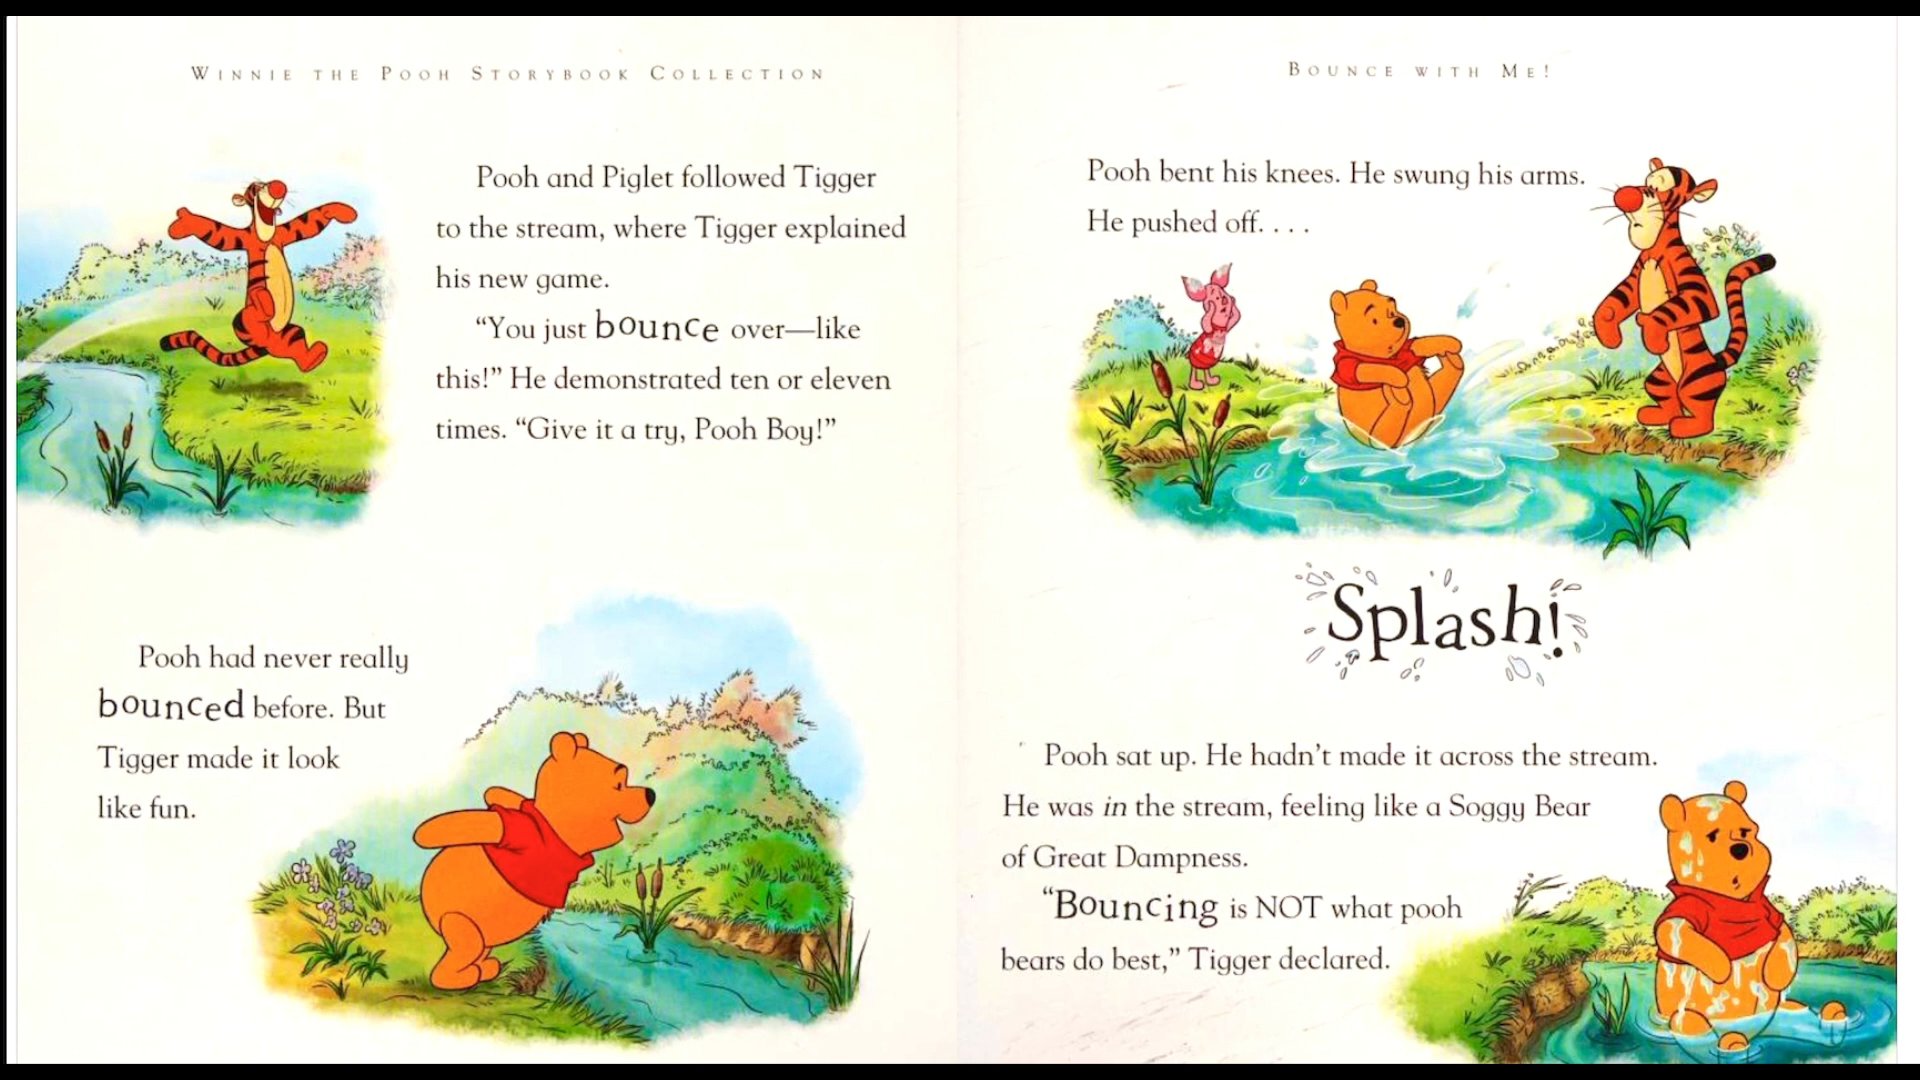 WINNIE THE POOH STORYBOOK COLLECTION
Pooh and Piglet followed Tigger
to the stream, where Tigger explained
his new game.
“You just bounce over—like
this!” He demonstrated ten or eleven
times. “Give it a try, Pooh Boy!”
Pooh had never really
bounced before. But
Tigger made it look
like fun.
BOUNCE WITH ME!
Pooh bent his knees. He swung his arms.
He pushed off. . . .
Splash!
Pooh sat up. He hadn’t made it across the stream.
He was in the stream, feeling like a Soggy Bear
of Great Dampness.
“Bouncing is NOT what pooh
bears do best,” Tigger declared.